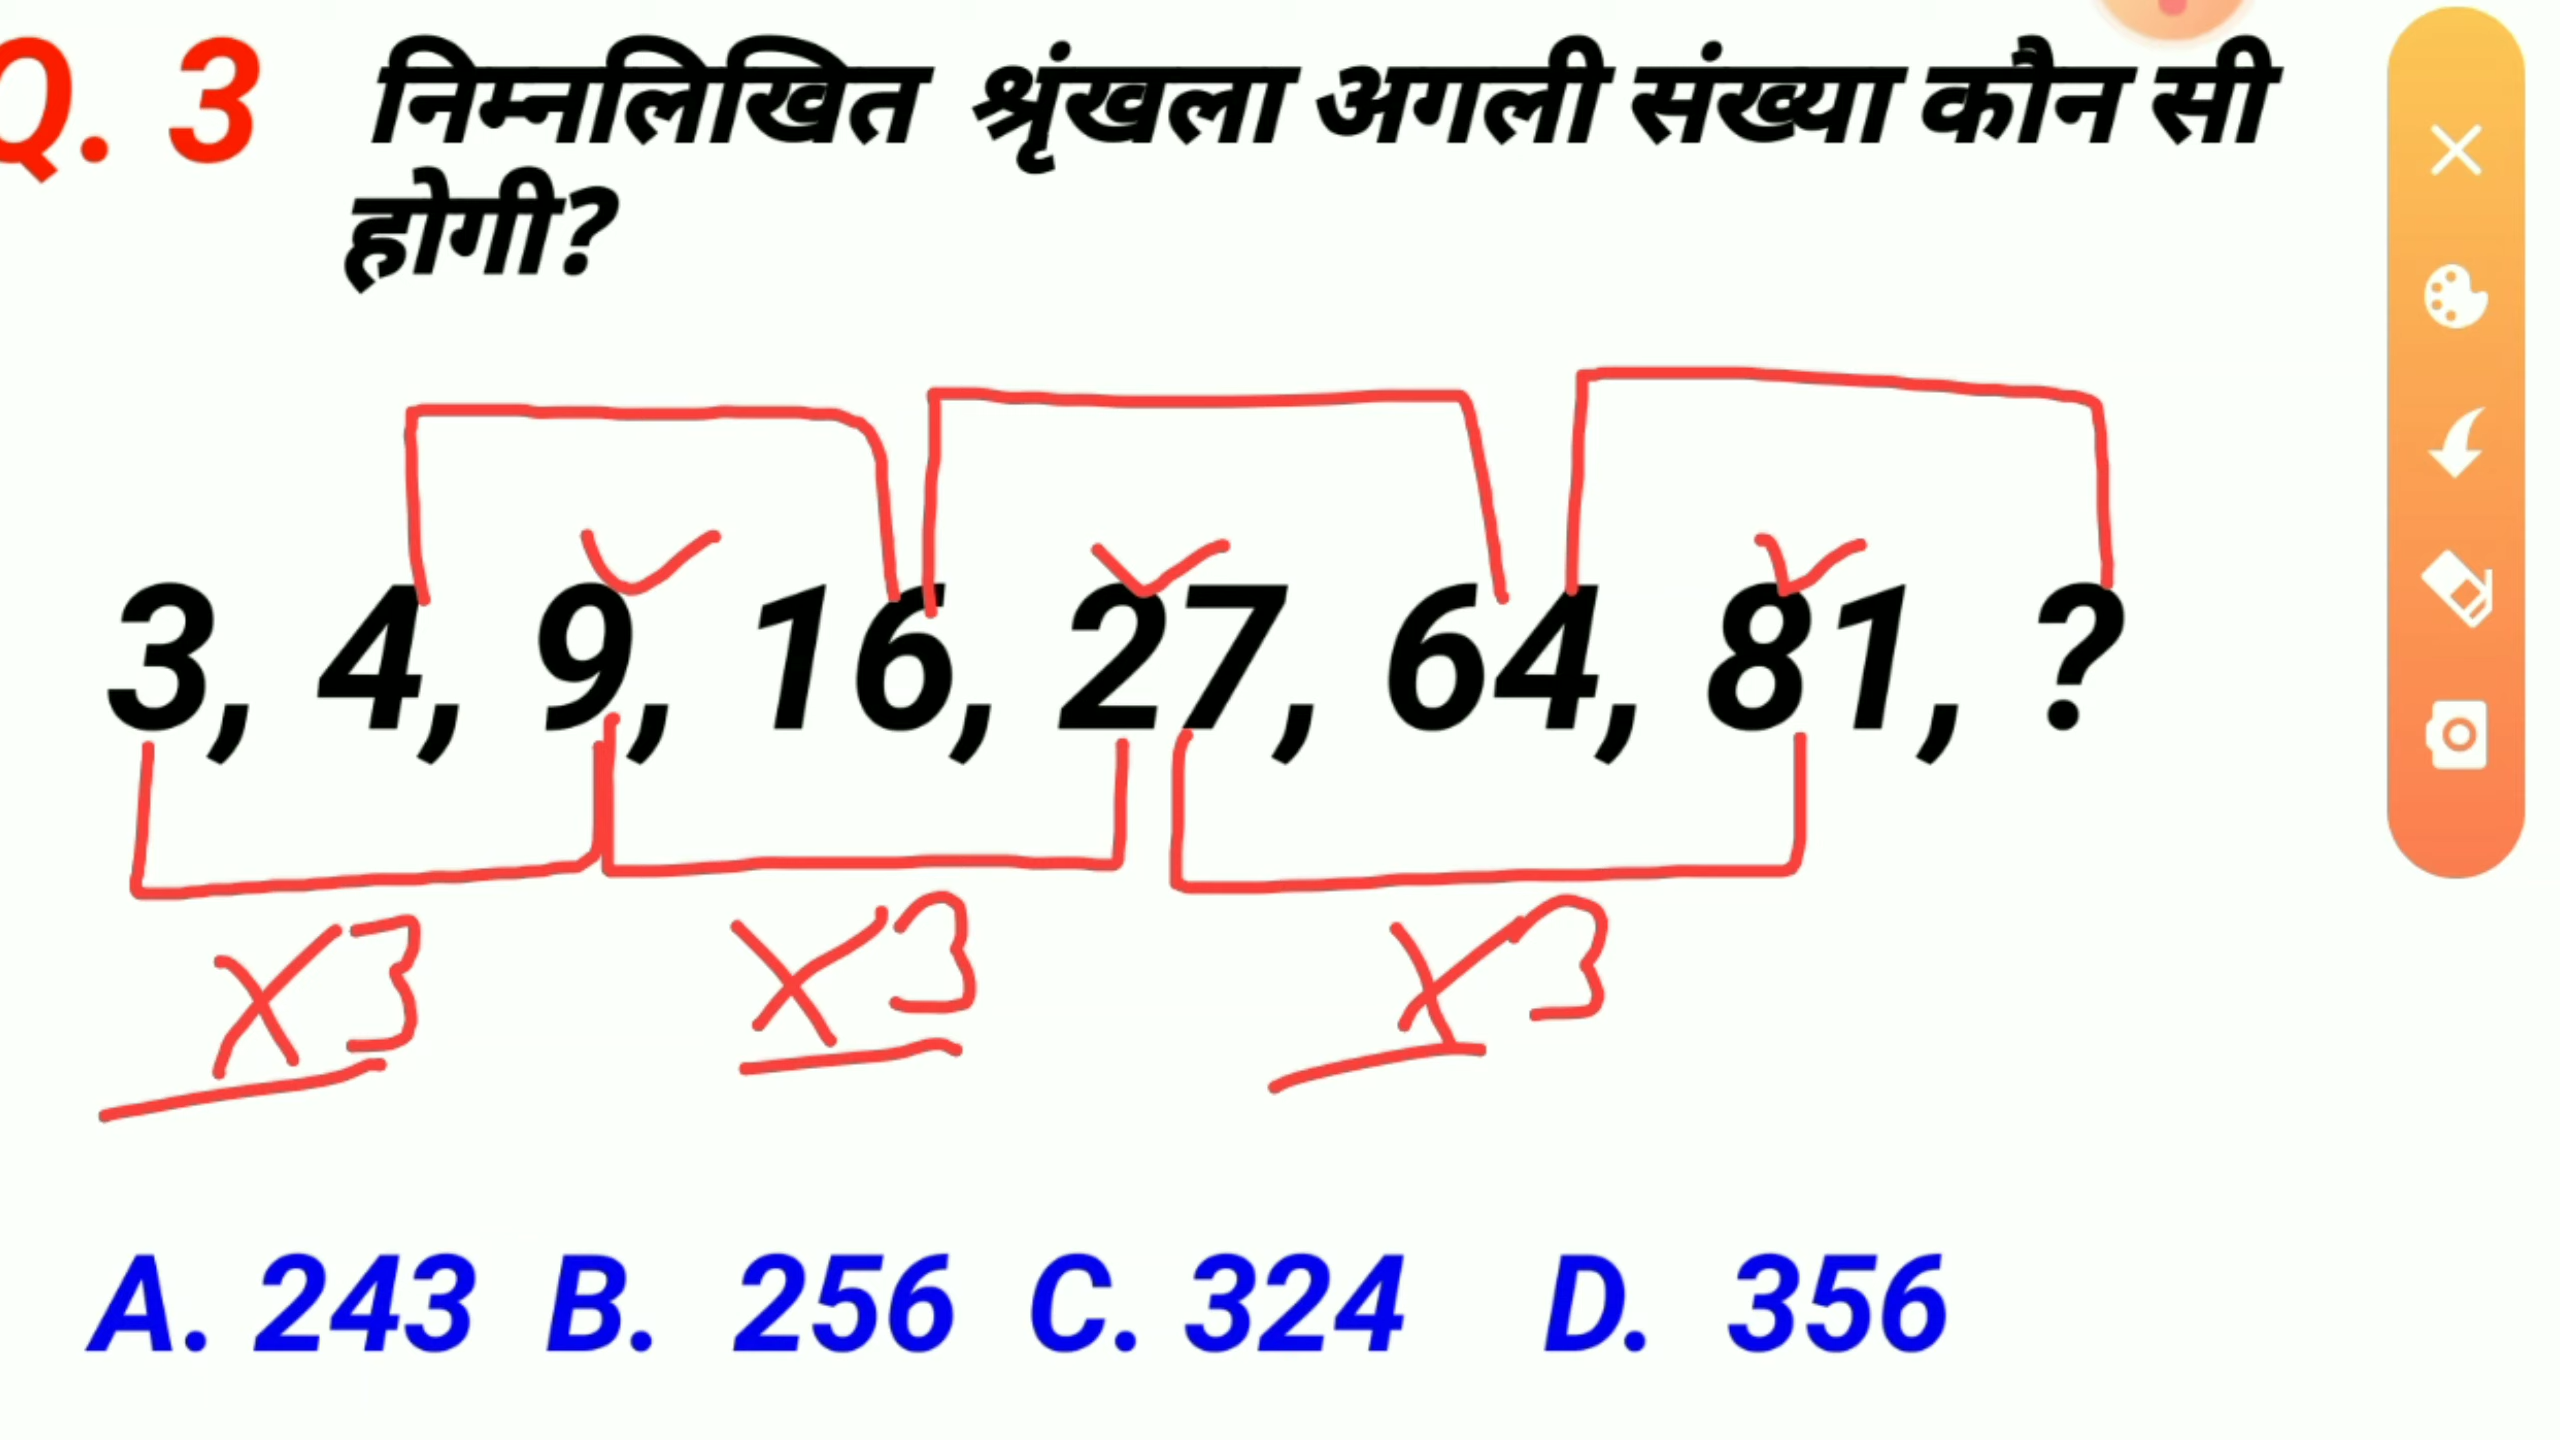 Q. 3 निम्नलिखित श्रृंखला अगली संख्या कौन सी
होगी?
3, 4, 9, 16, 27, 64, 81, ?
X3 X3 X3
A. 243 B. 256 C. 324 D. 356